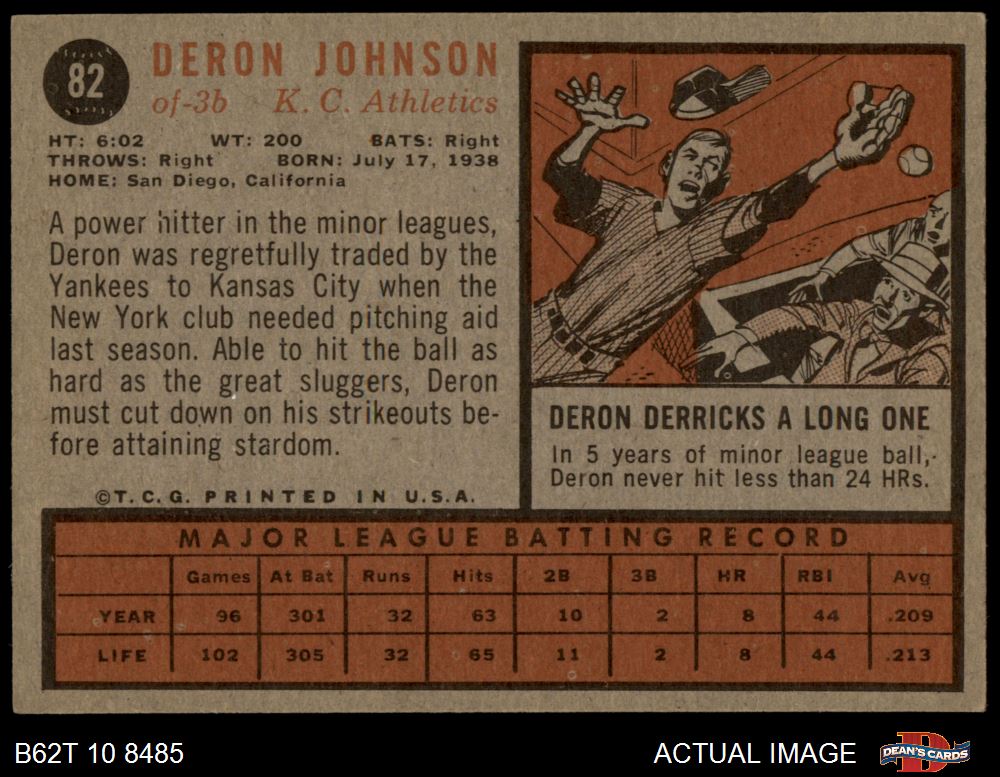 82
DERON JOHNSON
of-3b K. C. Athletics
HT: 6:02 WT: 200 BATS: Right
THROWS: Right BORN: July 17, 1938
HOME: San Diego, California
A power hitter in the minor leagues,
Deron was regretfully traded by the
Yankees to Kansas City when the
New York club needed pitching aid
last season. Able to hit the ball as
hard as the great sluggers, Deron
must cut down on his strikeouts be-
fore attaining stardom.
©T. C. G. PRINTED IN U.S.A.
DERON DERRICKS A LONG ONE
In 5 years of minor league ball,
Deron never hit less than 24 HRs.
MAJOR LEAGUE BATTING RECORD
Games At Bat Runs Hits 2B 3B HR RBI Avg
YEAR 96 301 32 63 10 2 8 44 .209
LIFE 102 305 32 65 11 2 8 44 .213
B62T 10 8485
ACTUAL IMAGE
D
DEAN'S CARDS